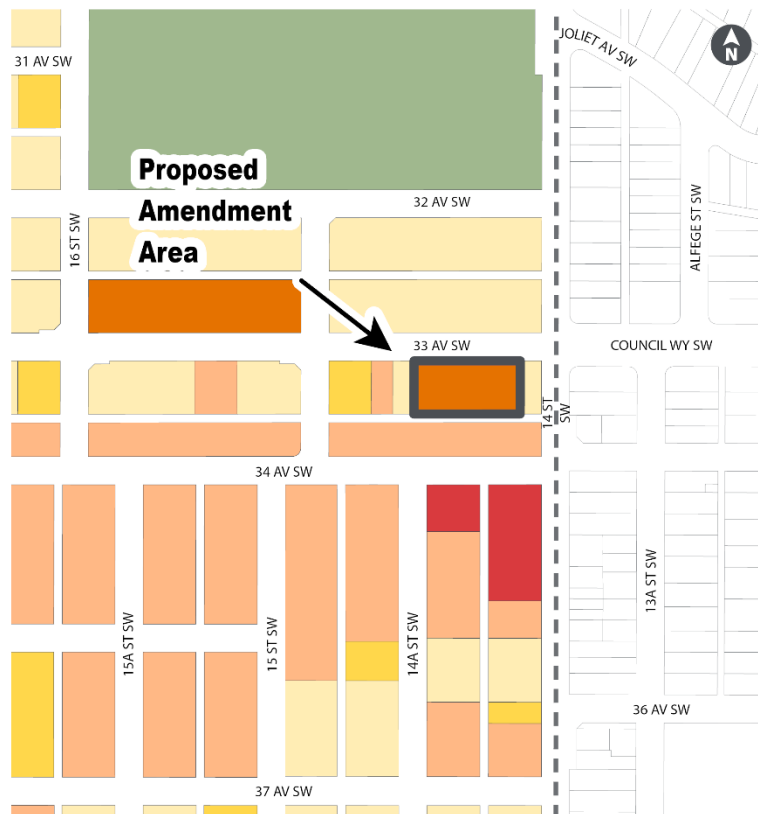 JOLIET AV SW
N
31 AV SW
Proposed
Amendment
Area
32 AV SW
16 ST SW
ALFEGE ST SW
33 AV SW
COUNCIL WY SW
14 ST
SW
34 AV SW
15A ST SW
15 ST SW
14A ST SW
13A ST SW
36 AV SW
37 AV SW